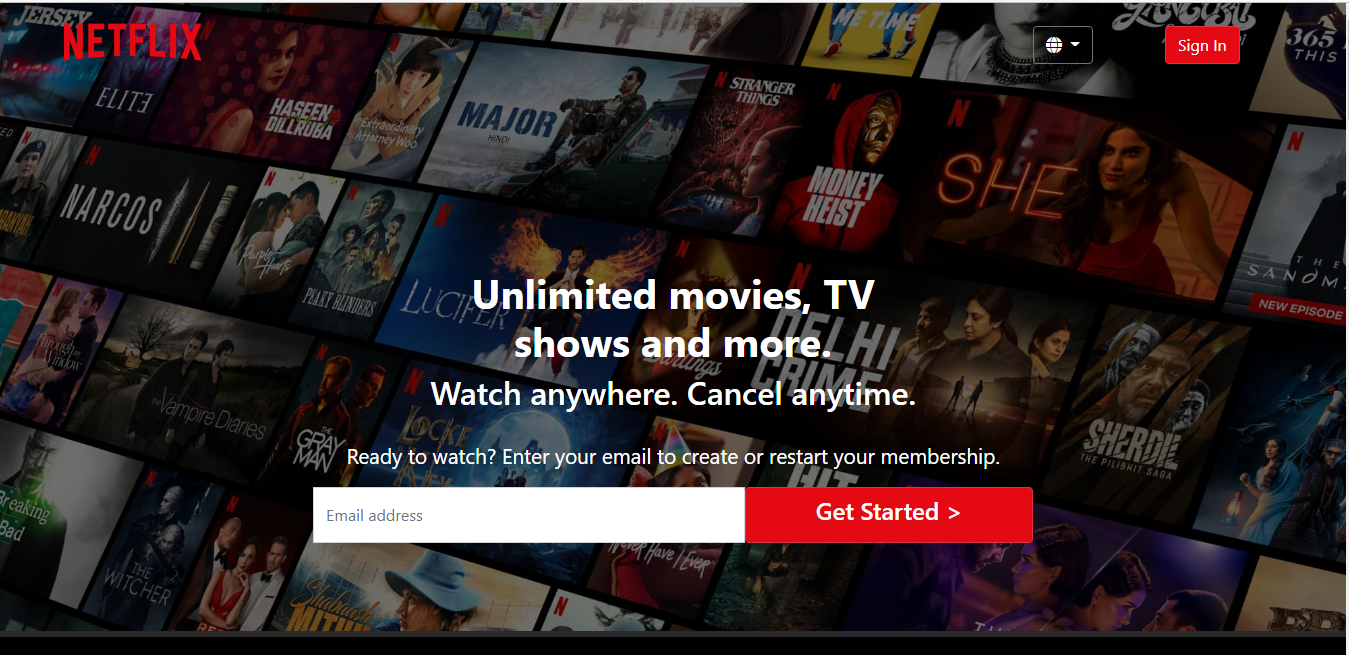 JERSEY
NETFLIX
Sign In
ME TIME
365
THIS
ELITE
HASEEN
DILLRUBA
Extraordinary
Attorney Woo
MAJOR
HINDI
STRANGER
THINGS
MONEY
HEIST
SHE
NARCOS
Purple
Hearts
PEAKY BLINDERS
LUCIFER
THE
NEW EPISODE
Unlimited movies, TV
shows and more.
Watch anywhere. Cancel anytime.
DELHI
CRIME
Through my
Window
the
Vampire Diaries
THE
GRAY
MAN
LOCKE
KEY
SHERDIL
THE PILIBHIT SAGA
Ready to watch? Enter your email to create or restart your membership.
HIT
Email address
Get Started >
Breaking
Bad
THE
WITCHER
Never Have I Ever